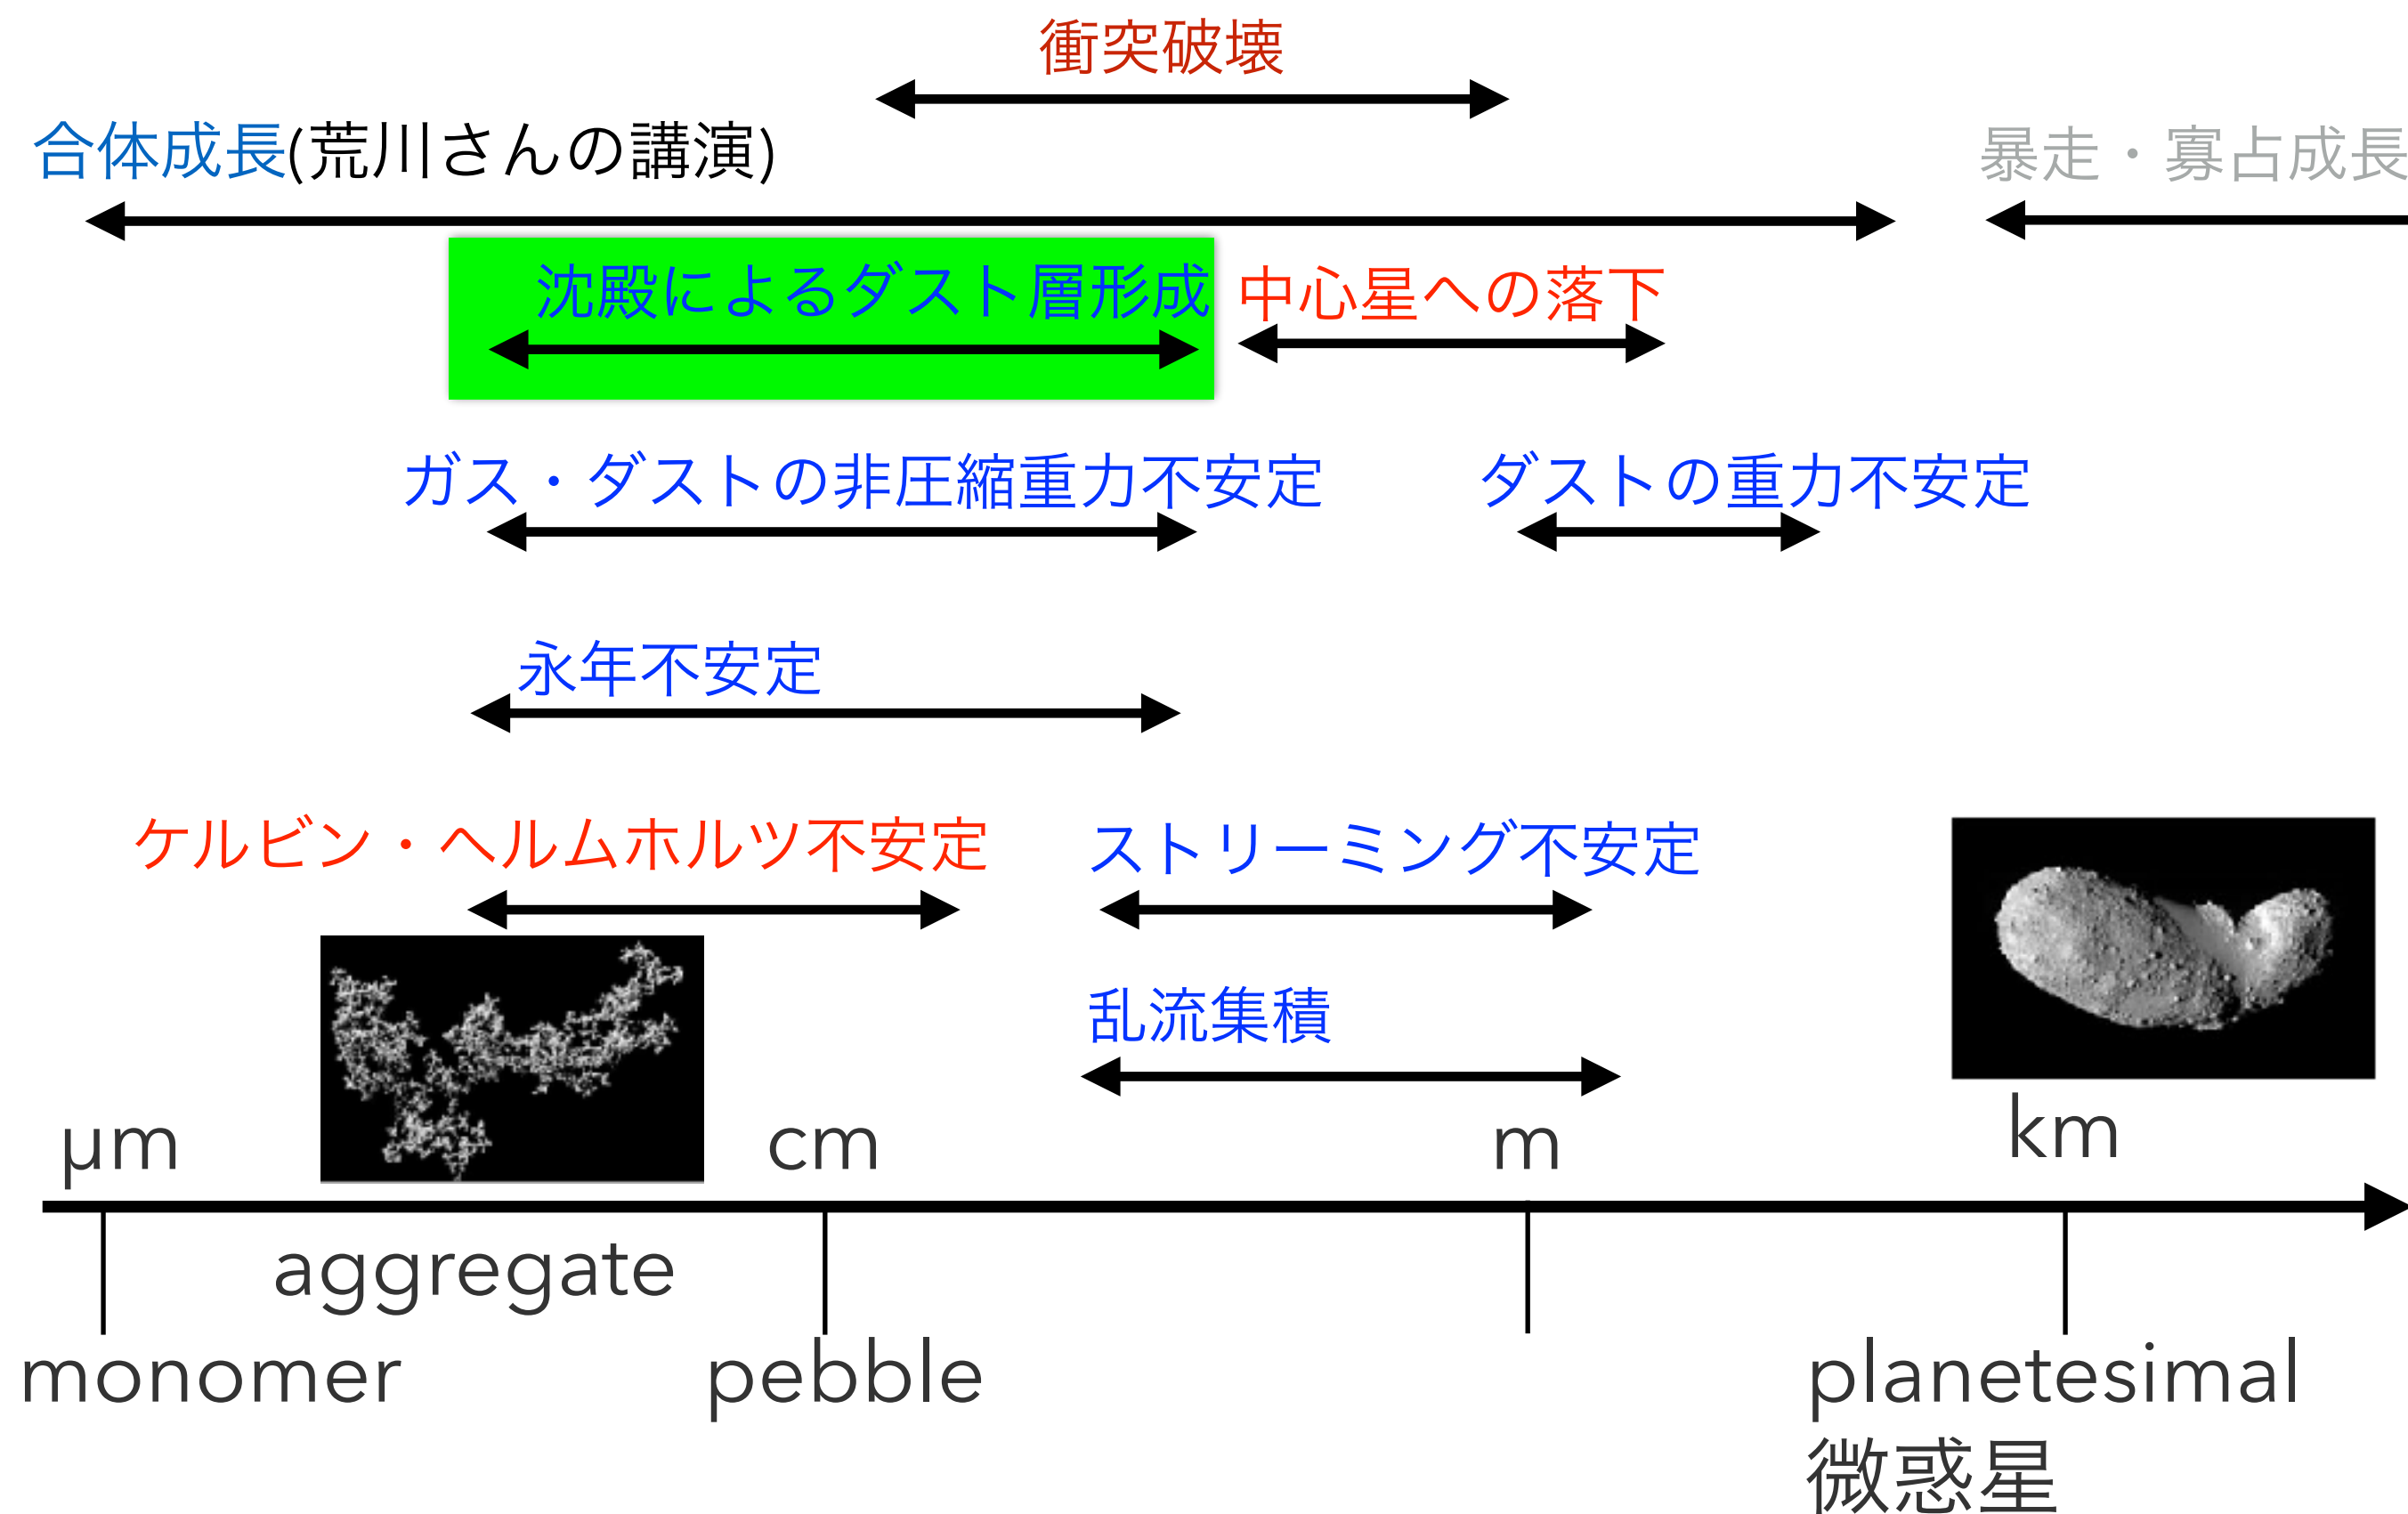 衝突破壊
合体成長(荒川さんの講演)
暴走・寡占成長
沈殿によるダスト層形成
中心星への落下
ガス・ダストの非圧縮重力不安定
ダストの重力不安定
永年不安定
ケルビン・ヘルムホルツ不安定
ストリーミング不安定
乱流集積
µm
cm
m
km
aggregate
monomer
pebble
planetesimal
微惑星